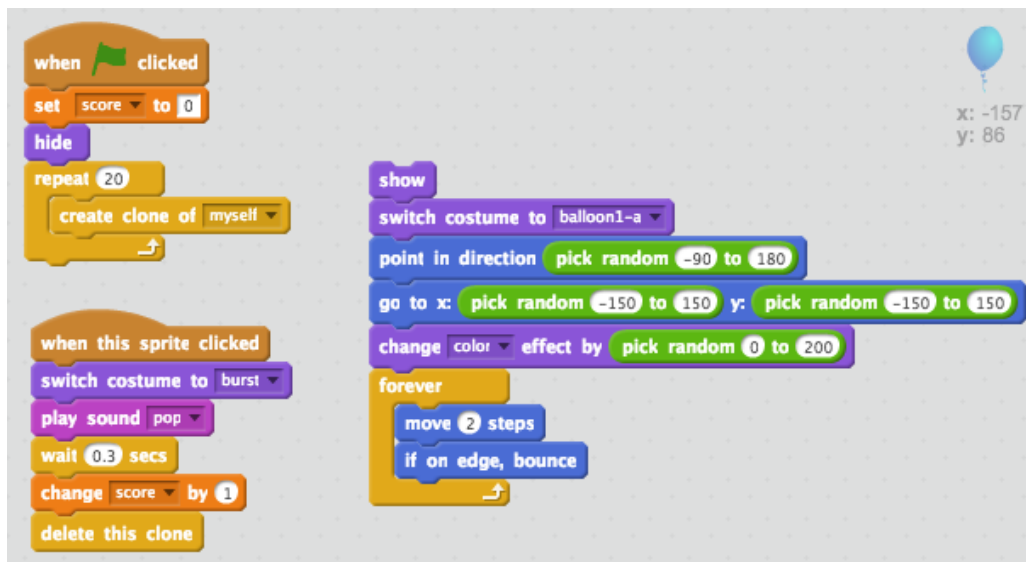 when clicked
set score to 0
hide
repeat 20
create clone of myself
when this sprite clicked
switch costume to burst
play sound pop
wait 0.3 secs
change score by 1
delete this clone
show
switch costume to balloon1-a
point in direction pick random -90 to 180
go to x: pick random -150 to 150 y: pick random -150 to 150
change color effect by pick random 0 to 200
forever
move 2 steps
if on edge, bounce
x: -157
y: 86